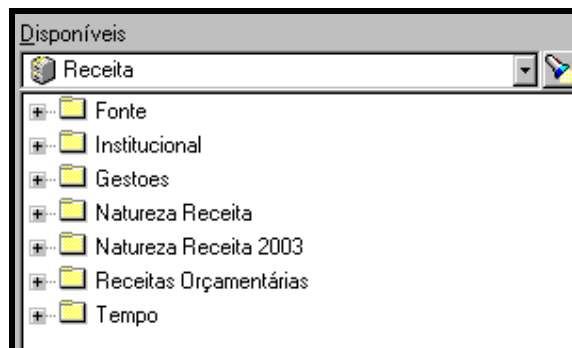 Disponíveis
Receita
Fonte
Institucional
Gestoes
Natureza Receita
Natureza Receita 2003
Receitas Orçamentárias
Tempo